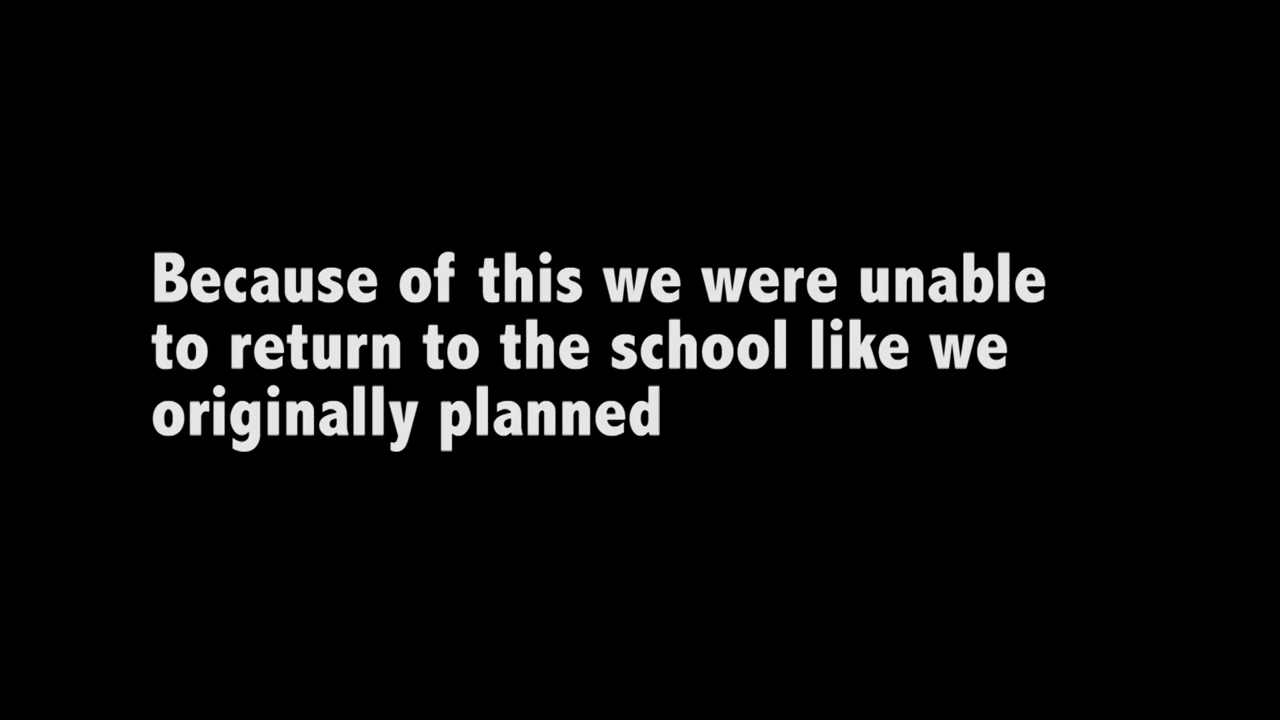 Because of this we were unable
to return to the school like we
originally planned